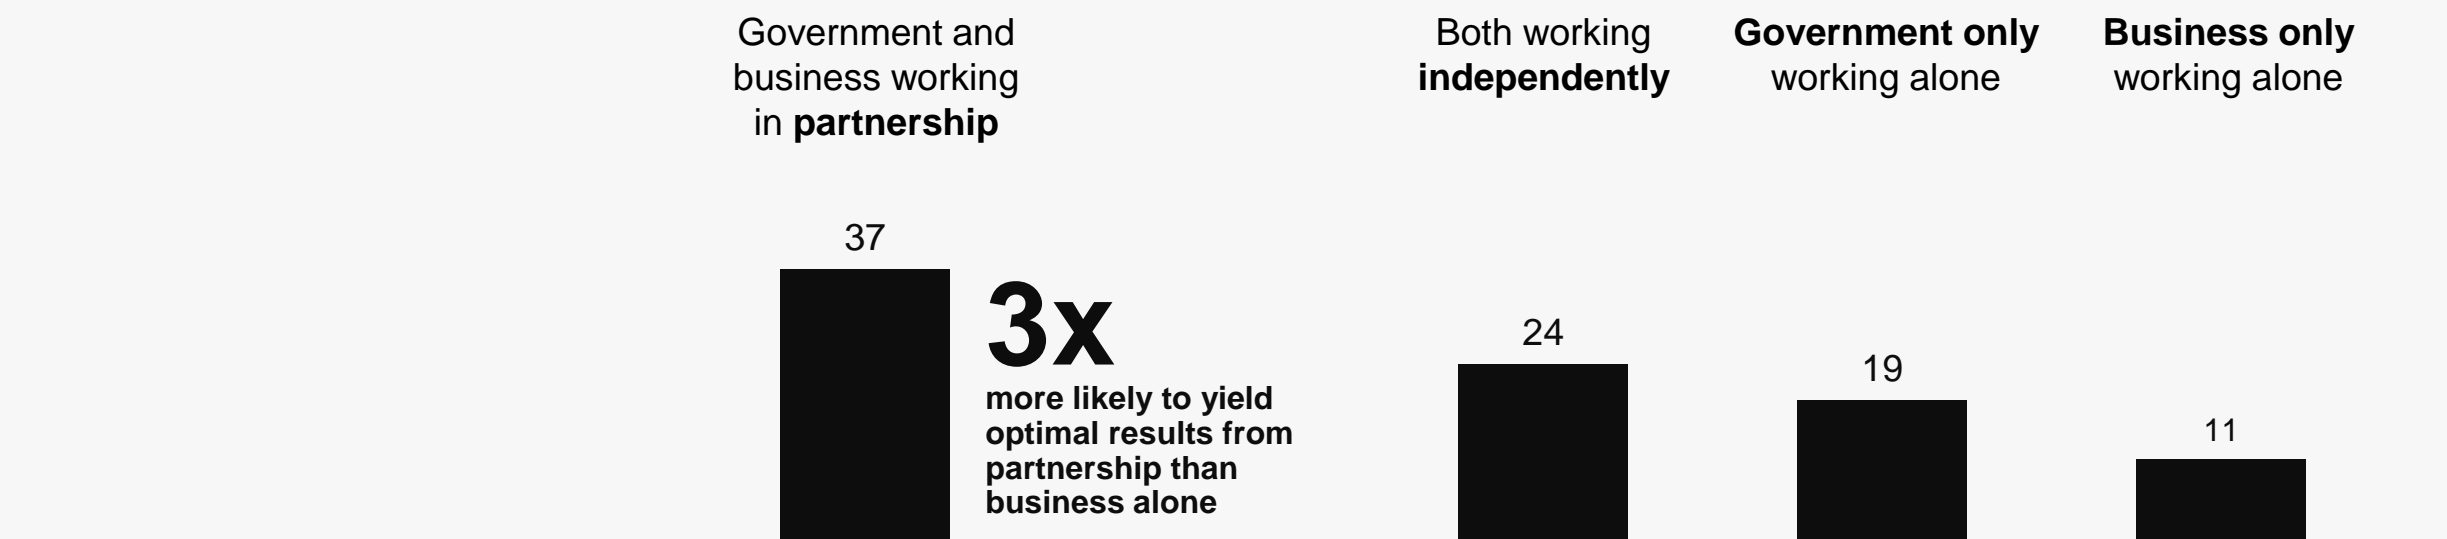 Government and
business working
in partnership
Both working
independently
Government only
working alone
Business only
working alone
37
3x
more likely to yield
optimal results from
partnership than
business alone
24
19
11